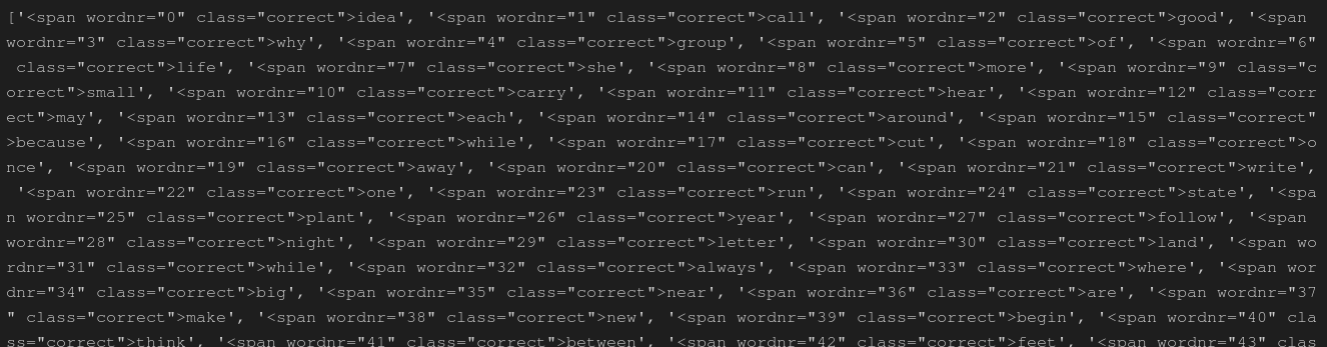 ['<span wordnr="0" class="correct">idea', '<span wordnr="1" class="correct">call', '<span wordnr="2" class="correct">good', '<span
wordnr="3" class="correct">why', '<span wordnr="4" class="correct">group', '<span wordnr="5" class="correct">of', '<span wordnr="6"
 class="correct">life', '<span wordnr="7" class="correct">she', '<span wordnr="8" class="correct">more', '<span wordnr="9" class="c
orrect">small', '<span wordnr="10" class="correct">carry', '<span wordnr="11" class="correct">hear', '<span wordnr="12" class="corr
ect">may', '<span wordnr="13" class="correct">each', '<span wordnr="14" class="correct">around', '<span wordnr="15" class="correct"
>because', '<span wordnr="16" class="correct">while', '<span wordnr="17" class="correct">cut', '<span wordnr="18" class="correct">o
nce', '<span wordnr="19" class="correct">away', '<span wordnr="20" class="correct">can', '<span wordnr="21" class="correct">write',
 '<span wordnr="22" class="correct">one', '<span wordnr="23" class="correct">run', '<span wordnr="24" class="correct">state', '<spa
n wordnr="25" class="correct">plant', '<span wordnr="26" class="correct">year', '<span wordnr="27" class="correct">follow', '<span
wordnr="28" class="correct">night', '<span wordnr="29" class="correct">letter', '<span wordnr="30" class="correct">land', '<span wo
rdnr="31" class="correct">while', '<span wordnr="32" class="correct">always', '<span wordnr="33" class="correct">where', '<span wor
dnr="34" class="correct">big', '<span wordnr="35" class="correct">near', '<span wordnr="36" class="correct">are', '<span wordnr="37
" class="correct">make', '<span wordnr="38" class="correct">new', '<span wordnr="39" class="correct">begin', '<span wordnr="40" cla
ss="correct">think', '<span wordnr="41" class="correct">between', '<span wordnr="42" class="correct">feet', '<span wordnr="43" clas